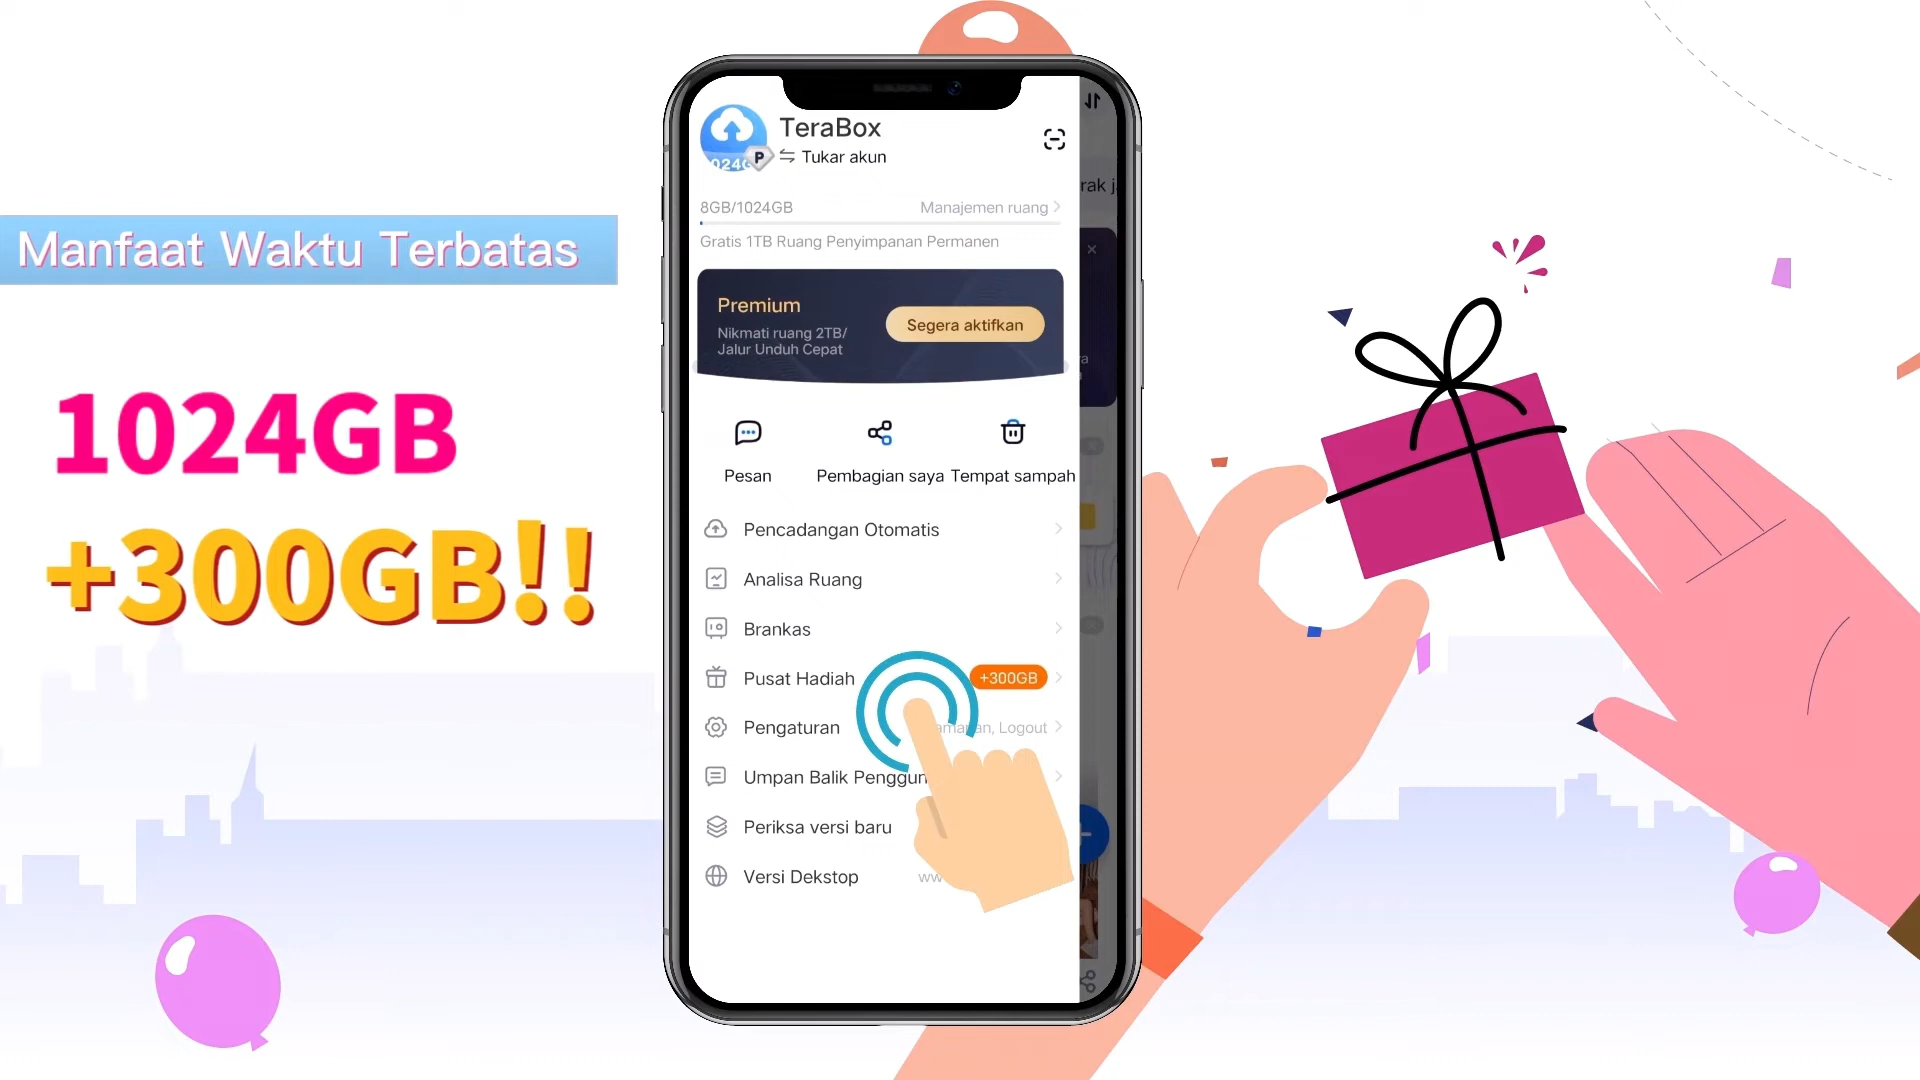 Manfaat Waktu Terbatas
1024GB
+300GB!!
TeraBox
Tukar akun
P
8GB/1024GB
Manajemen ruang
Gratis 1TB Ruang Penyimpanan Permanen
Premium
Nikmati ruang 2TB/
Jalur Unduh Cepat
Segera aktifkan
Pesan
Pembagian saya
Tempat sampah
Pencadangan Otomatis
Analisa Ruang
Brankas
Pusat Hadiah
+300GB
Pengaturan
Logout
Umpan Balik
Periksa versi baru
Versi Dekstop